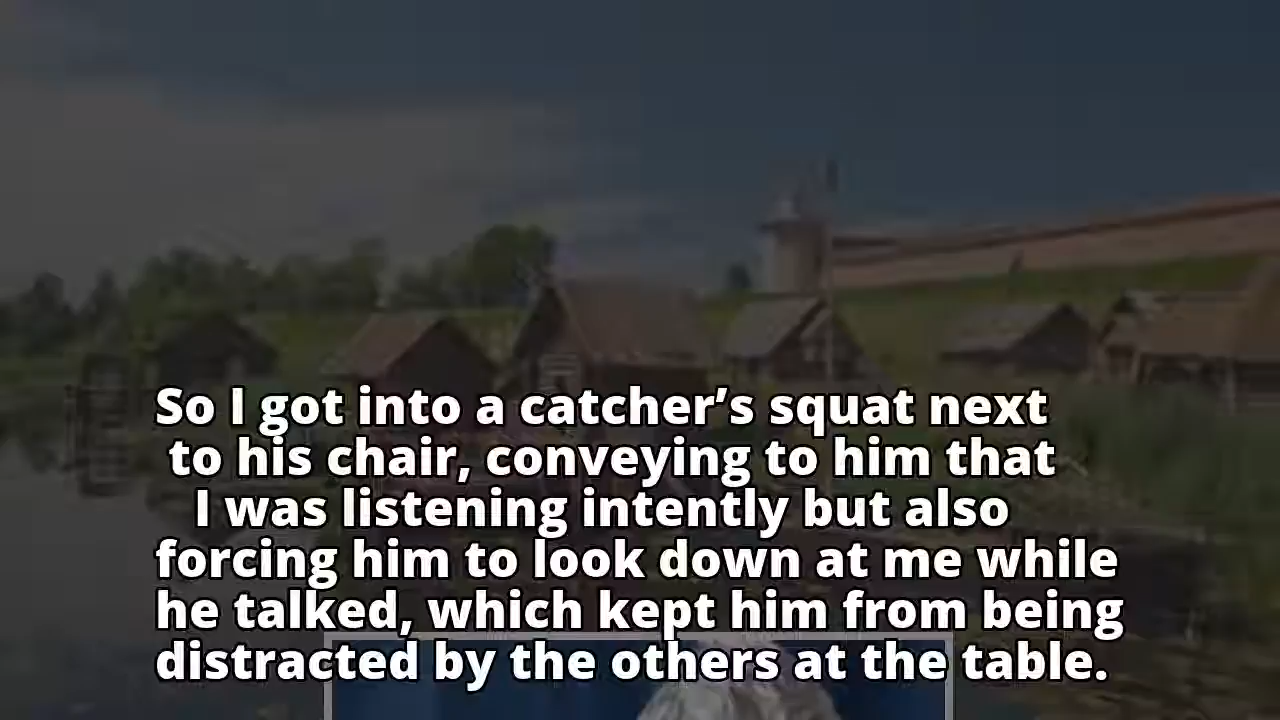 So I got into a catcher’s squat next
to his chair, conveying to him that
I was listening intently but also
forcing him to look down at me while
he talked, which kept him from being
distracted by the others at the table.